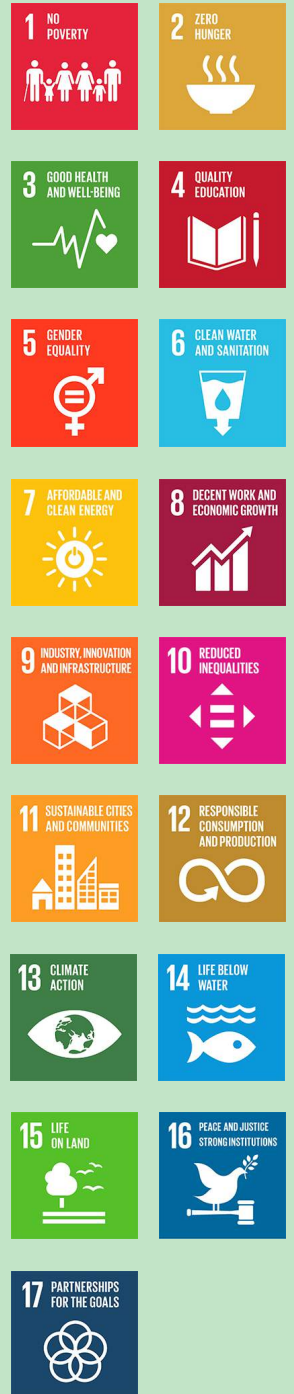 1 NO
POVERTY
2 ZERO
HUNGER
3 GOOD HEALTH
AND WELL-BEING
4 QUALITY
EDUCATION
5 GENDER
EQUALITY
6 CLEAN WATER
AND SANITATION
7 AFFORDABLE AND
CLEAN ENERGY
8 DECENT WORK AND
ECONOMIC GROWTH
9 INDUSTRY, INNOVATION
AND INFRASTRUCTURE
10 REDUCED
INEQUALITIES
11 SUSTAINABLE CITIES
AND COMMUNITIES
12 RESPONSIBLE
CONSUMPTION
AND PRODUCTION
13 CLIMATE
ACTION
14 LIFE BELOW
WATER
15 LIFE
ON LAND
16 PEACE AND JUSTICE
STRONG INSTITUTIONS
17 PARTNERSHIPS
FOR THE GOALS